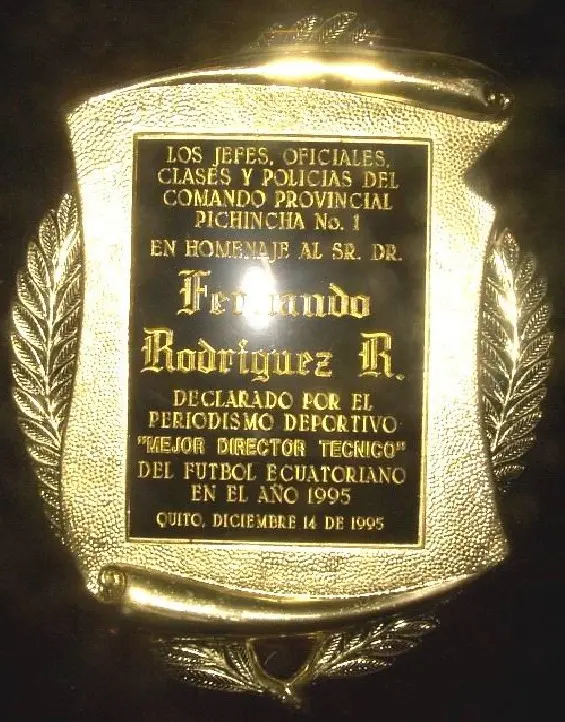 LOS JEFES, OFICIALES,
CLASES Y POLICIAS DEL
COMANDO PROVINCIAL
PICHINCHA No. 1
EN HOMENAJE AL SR. DR.
Fernando
Rodriguez R.
DECLARADO POR EL
PERIODISMO DEPORTIVO
"MEJOR DIRECTOR TECNICO"
DEL FUTBOL ECUATORIANO
EN EL AÑO 1995
QUITO, DICIEMBRE 14 DE 1995